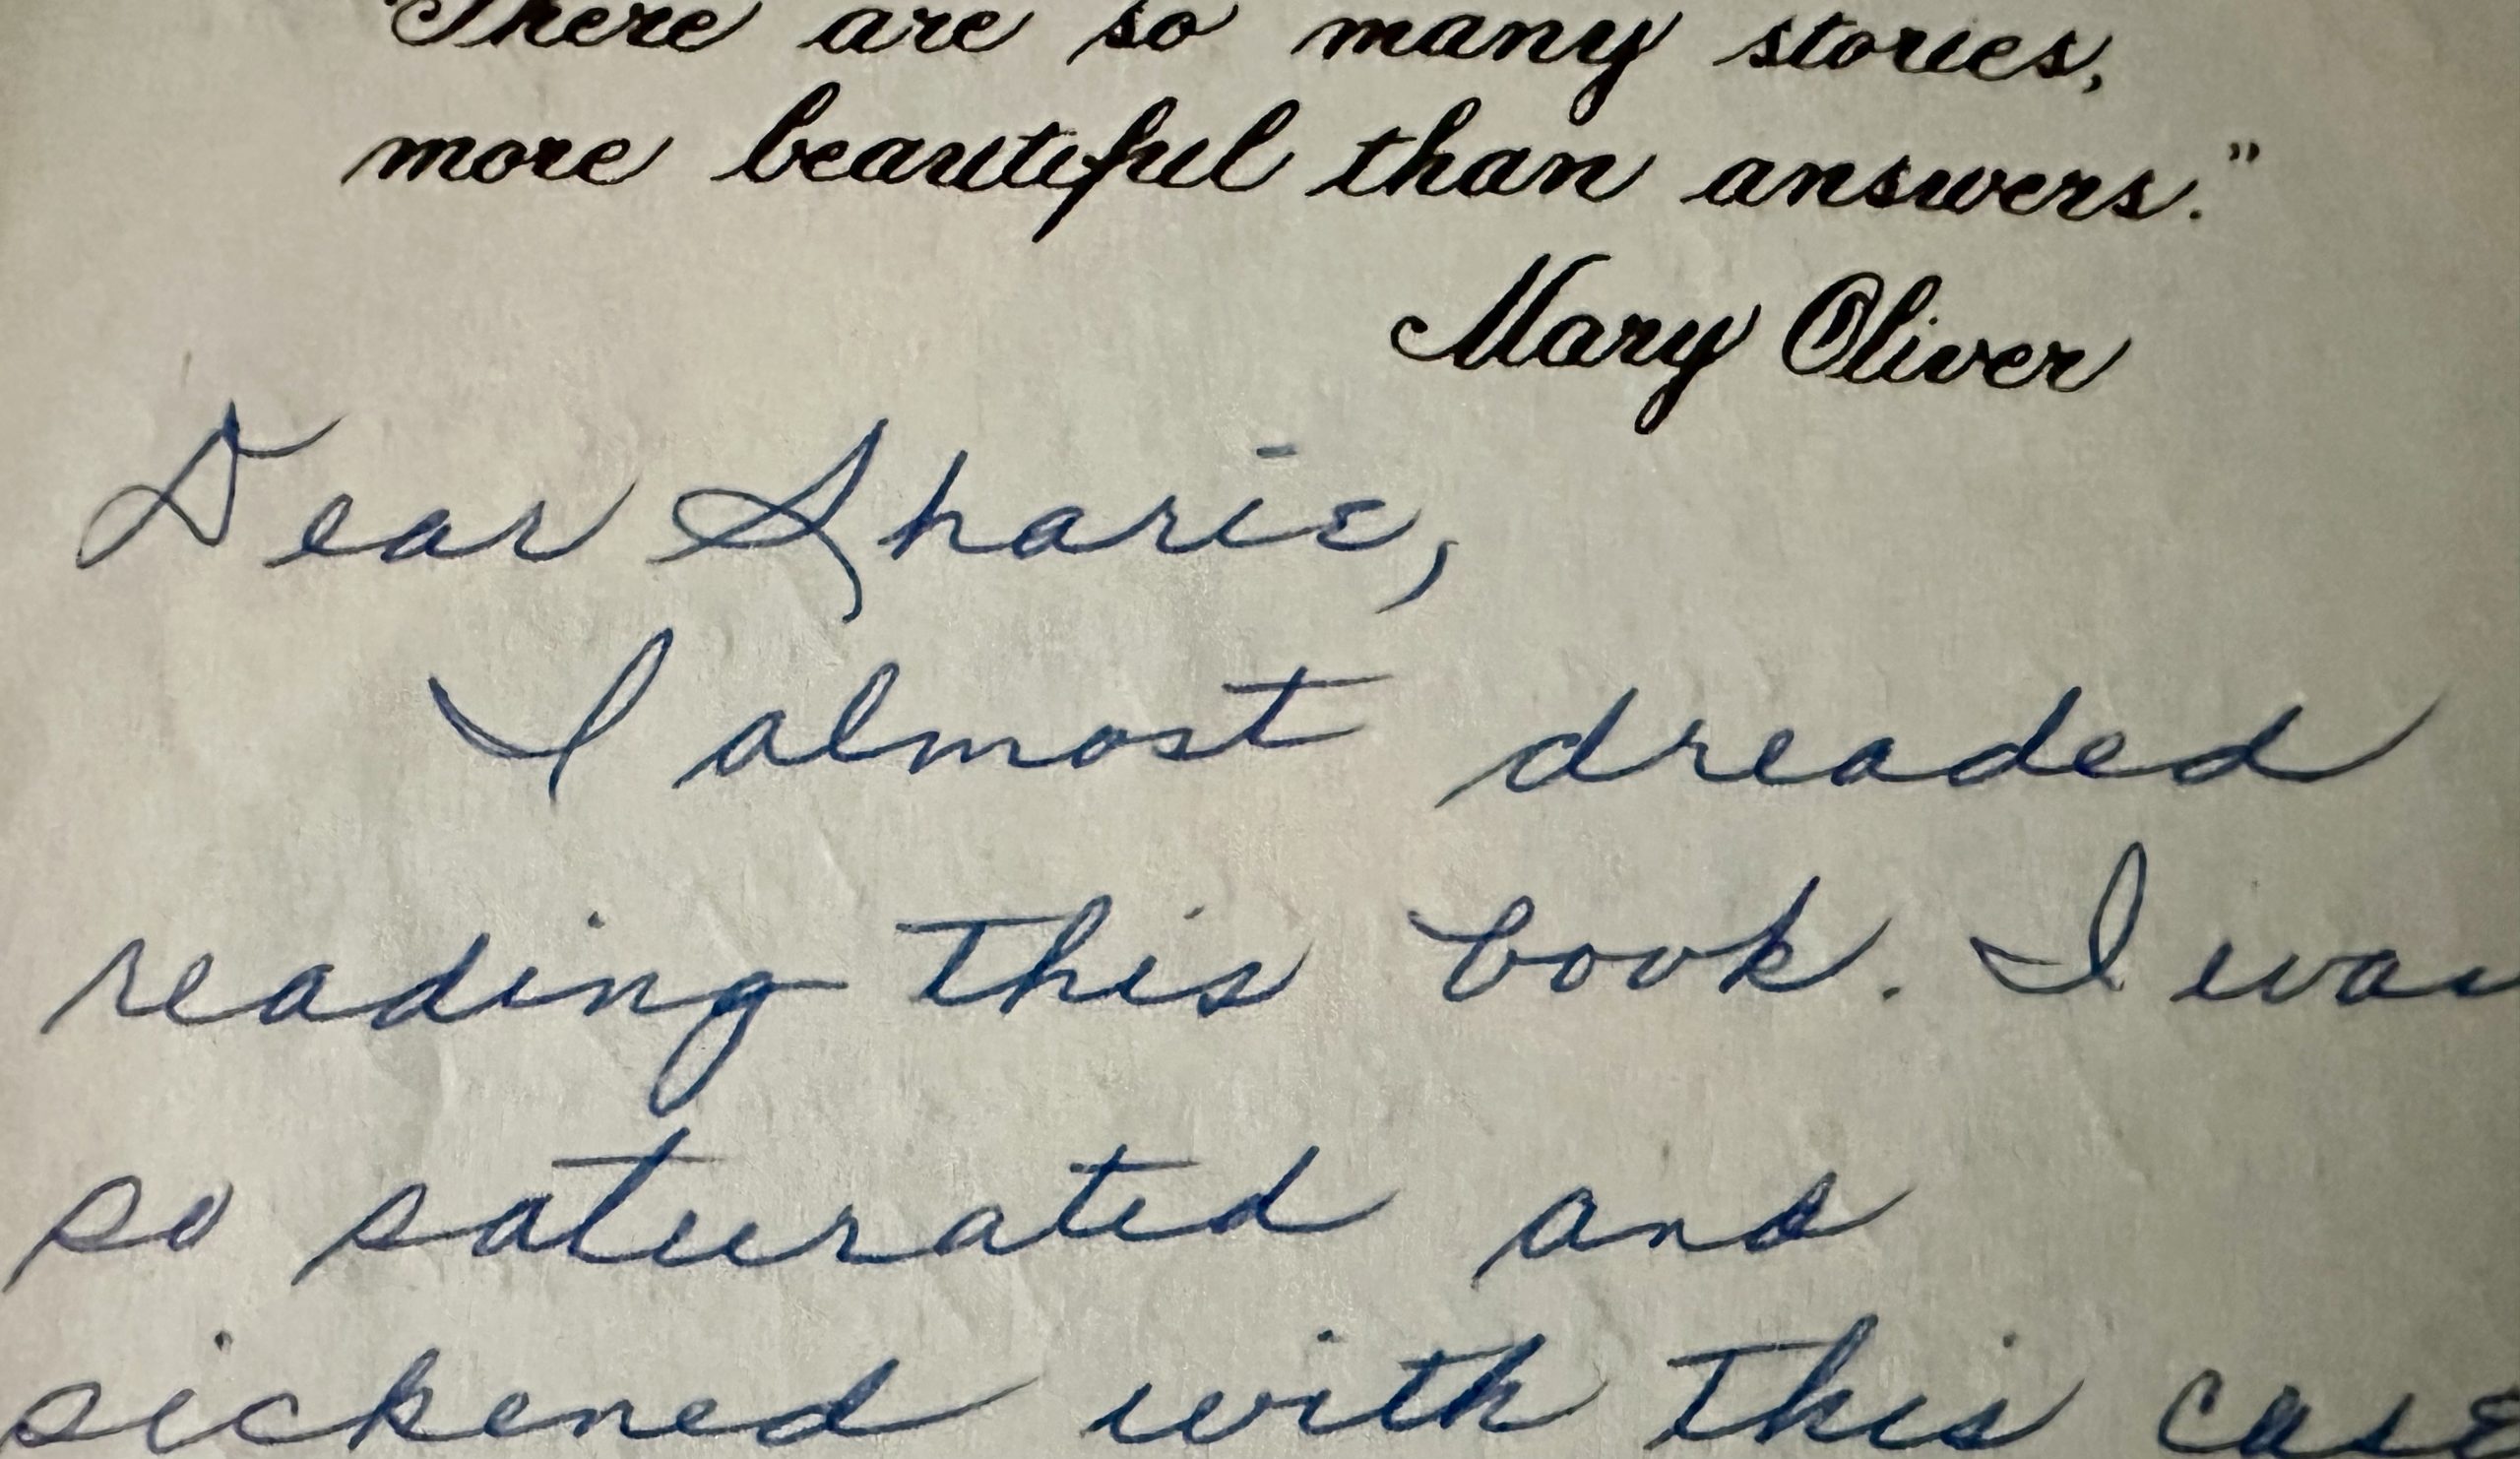 "There are so many stories,
more beautiful than answers."
Mary Oliver
Dear Sharie,
I almost dreaded
reading this book. I was
so saturated and
sickened with this case